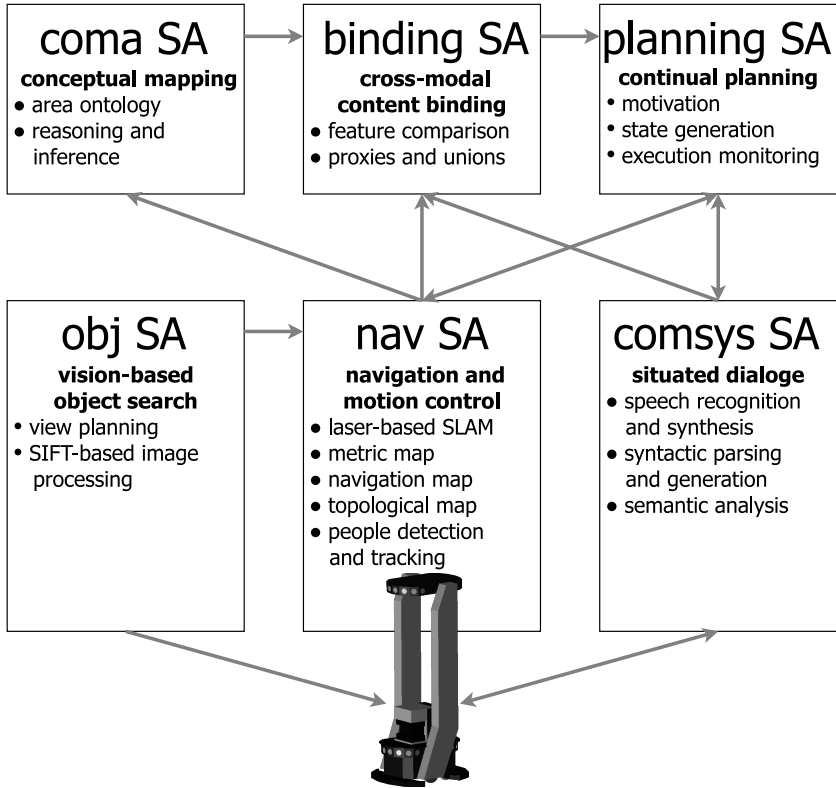 coma SA
conceptual mapping
● area ontology
● reasoning and
inference
binding SA
cross-modal
content binding
● feature comparison
● proxies and unions
planning SA
continual planning
• motivation
• state generation
• execution monitoring
obj SA
vision-based
object search
• view planning
• SIFT-based image
processing
nav SA
navigation and
motion control
● laser-based SLAM
● metric map
● navigation map
● topological map
● people detection
and tracking
comsys SA
situated dialoge
● speech recognition
and synthesis
● syntactic parsing
and generation
● semantic analysis